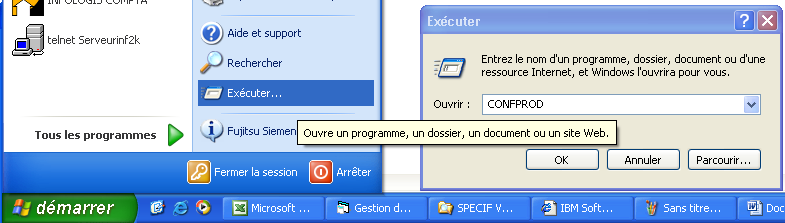 INFOLOGIS COMPTA
telnet Serveurinf2k
Tous les programmes
Aide et support
Rechercher
Exécuter...
Fujitsu Siemen
Ouvre un programme, un dossier, un document ou un site Web.
Fermer la session
Arrêter
Exécuter
Entrez le nom d'un programme, dossier, document ou d'une
ressource Internet, et Windows l'ouvrira pour vous.
Ouvrir :
CONFPROD
OK
Annuler
Parcourir...
démarrer
Microsoft ...
Gestion d...
SPECIF V...
IBM Soft...
Sans titre...
Doc